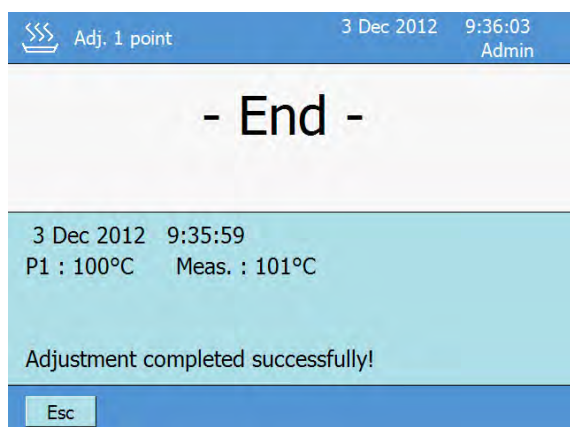 Adj. 1 point 3 Dec 2012 9:36:03
Admin
- End -
3 Dec 2012 9:35:59
P1 : 100°C Meas. : 101°C
Adjustment completed successfully!
Esc